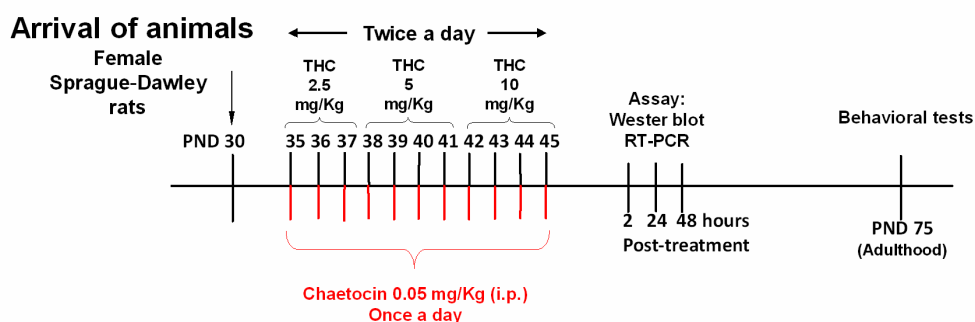 Arrival of animals
Female
Sprague-Dawley
rats
Twice a day
THC
2.5
mg/Kg
THC
5
mg/Kg
THC
10
mg/Kg
PND 30
35 36 37 38 39 40 41 42 43 44 45
Chaetocin 0.05 mg/Kg (i.p.)
Once a day
Assay:
Wester blot
RT-PCR
2 24 48 hours
Post-treatment
Behavioral tests
PND 75
(Adulthood)